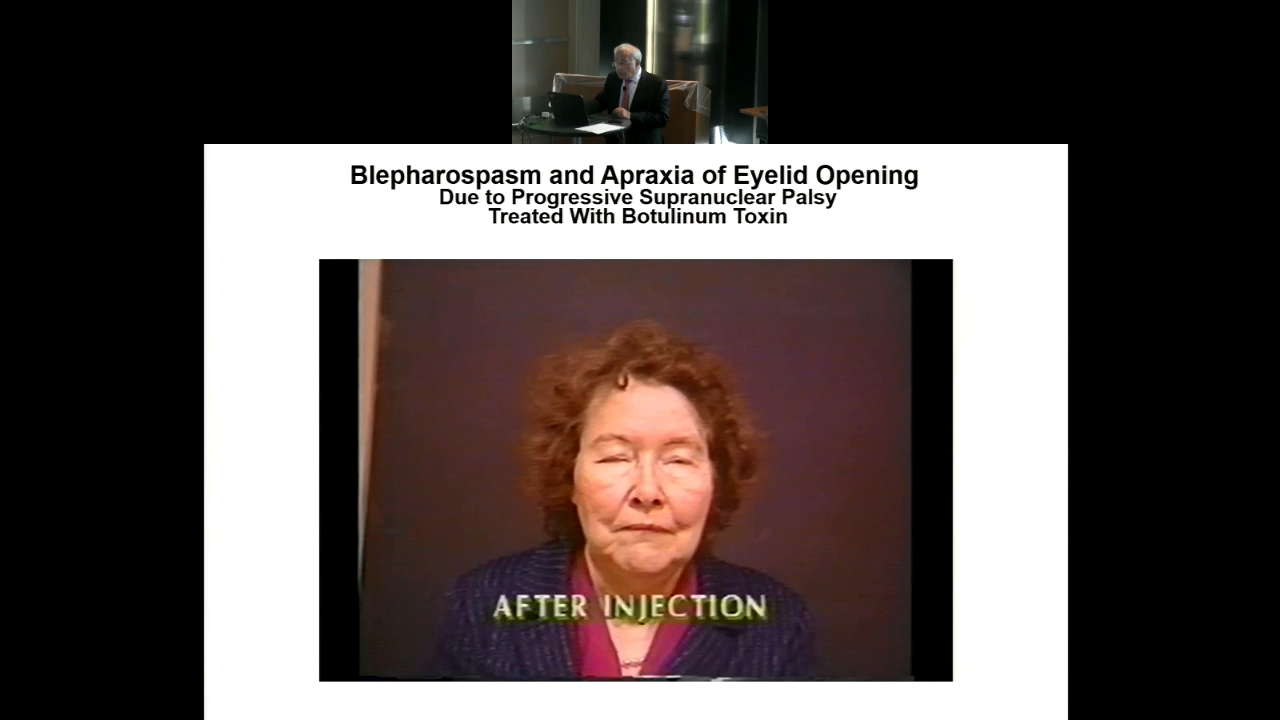 Blepharospasm and Apraxia of Eyelid Opening
Due to Progressive Supranuclear Palsy
Treated With Botulinum Toxin
AFTER INJECTION